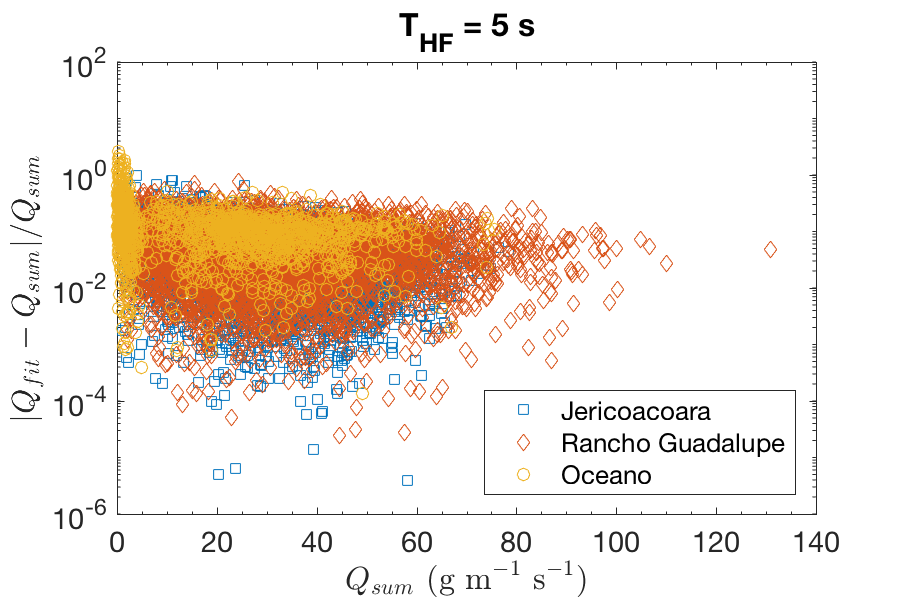 T_HF = 5 s
|Q_fit − Q_sum|/Q_sum
10^2
10^0
10^-2
10^-4
10^-6
Jericoacoara
Rancho Guadalupe
Oceano
0 20 40 60 80 100 120 140
Q_sum (g m^−1 s^−1)